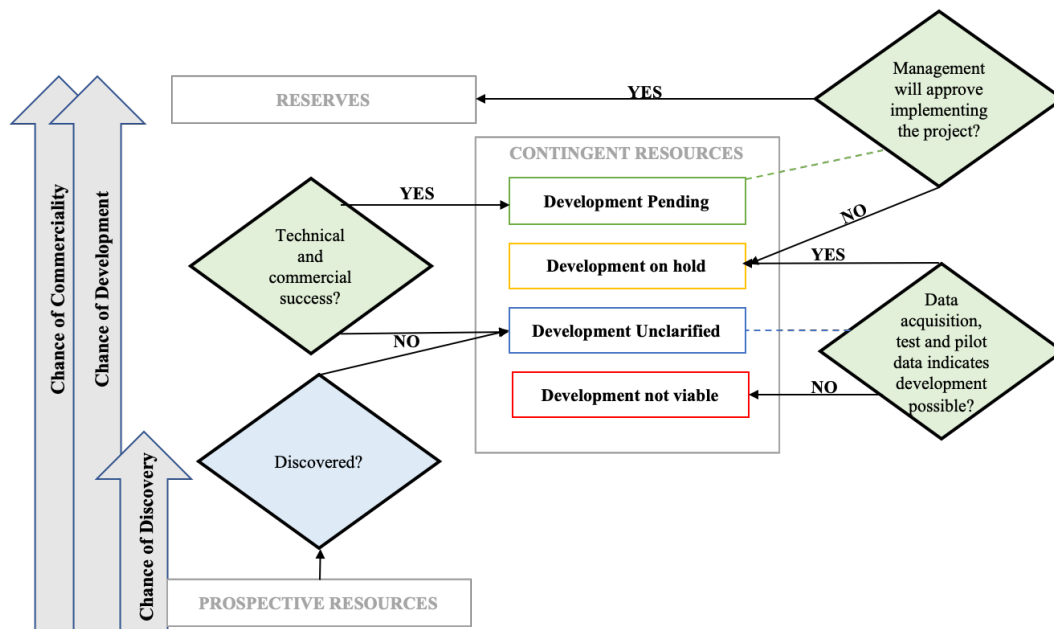 Management
will approve
implementing
the project?
YES
RESERVES
CONTINGENT RESOURCES
YES
Development Pending
NO
Technical
and
commercial
success?
Development on hold
YES
Development Unclarified
NO
Data
acquisition,
test and pilot
data indicates
development
possible?
Development not viable
NO
Discovered?
PROSPECTIVE RESOURCES
Chance of Commerciality
Chance of Development
Chance of Discovery